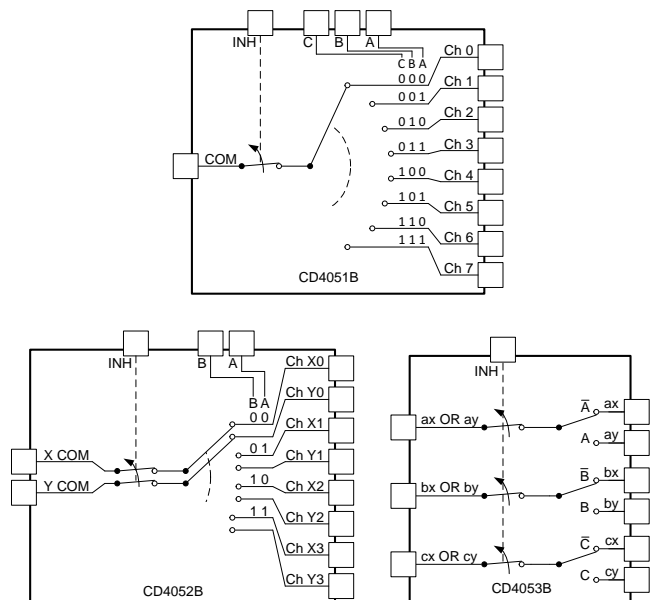 INH C B A
C B A
Ch 0
0 0 0
Ch 1
0 0 1
Ch 2
0 1 0
Ch 3
0 1 1
COM
Ch 4
1 0 0
Ch 5
1 0 1
Ch 6
1 1 0
Ch 7
1 1 1
CD4051B
INH B A
B A
Ch X0
0 0
Ch Y0
Ch X1
0 1
Ch Y1
X COM
Y COM
Ch X2
1 0
Ch Y2
1 1
Ch X3
Ch Y3
CD4052B
INH
ax OR ay
A̅ ax
A ay
bx OR by
B̅ bx
B by
cx OR cy
C̅ cx
C cy
CD4053B